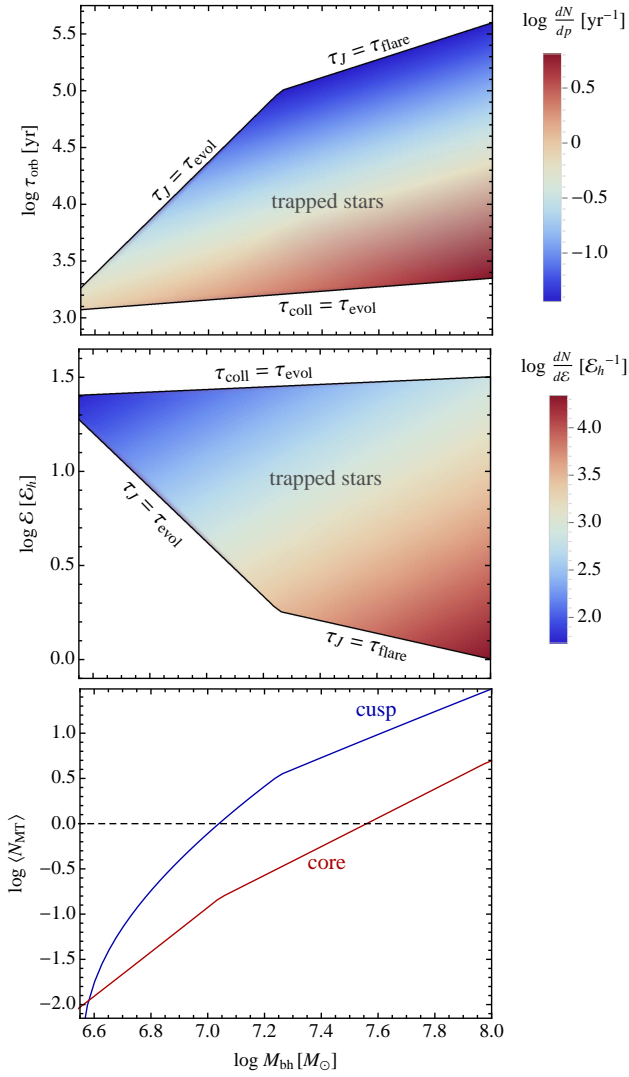 log dN/dp [yr⁻¹]
5.0
4.5
4.0
3.5
3.0
log τ_orb [yr]
τ_J = τ_flare
τ_J = τ_evol
trapped stars
τ_coll = τ_evol
0.5
0
−0.5
−1.0
log dN/dℰ [ℰ_h⁻¹]
1.5
1.0
0.5
0.0
log ℰ [ℰ_h]
τ_coll = τ_evol
trapped stars
τ_J = τ_evol
τ_J = τ_flare
4.0
3.5
3.0
2.5
2.0
1.0
0.5
0.0
−0.5
−1.0
−1.5
−2.0
log ⟨N_MT⟩
cusp
core
6.6 6.8 7.0 7.2 7.4 7.6 7.8 8.0
log M_bh [M_⊙]